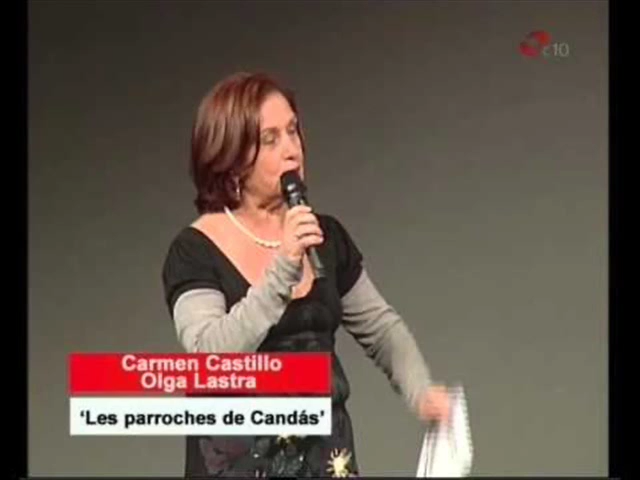 c10
Carmen Castillo
Olga Lastra
‘Les parroches de Candás’